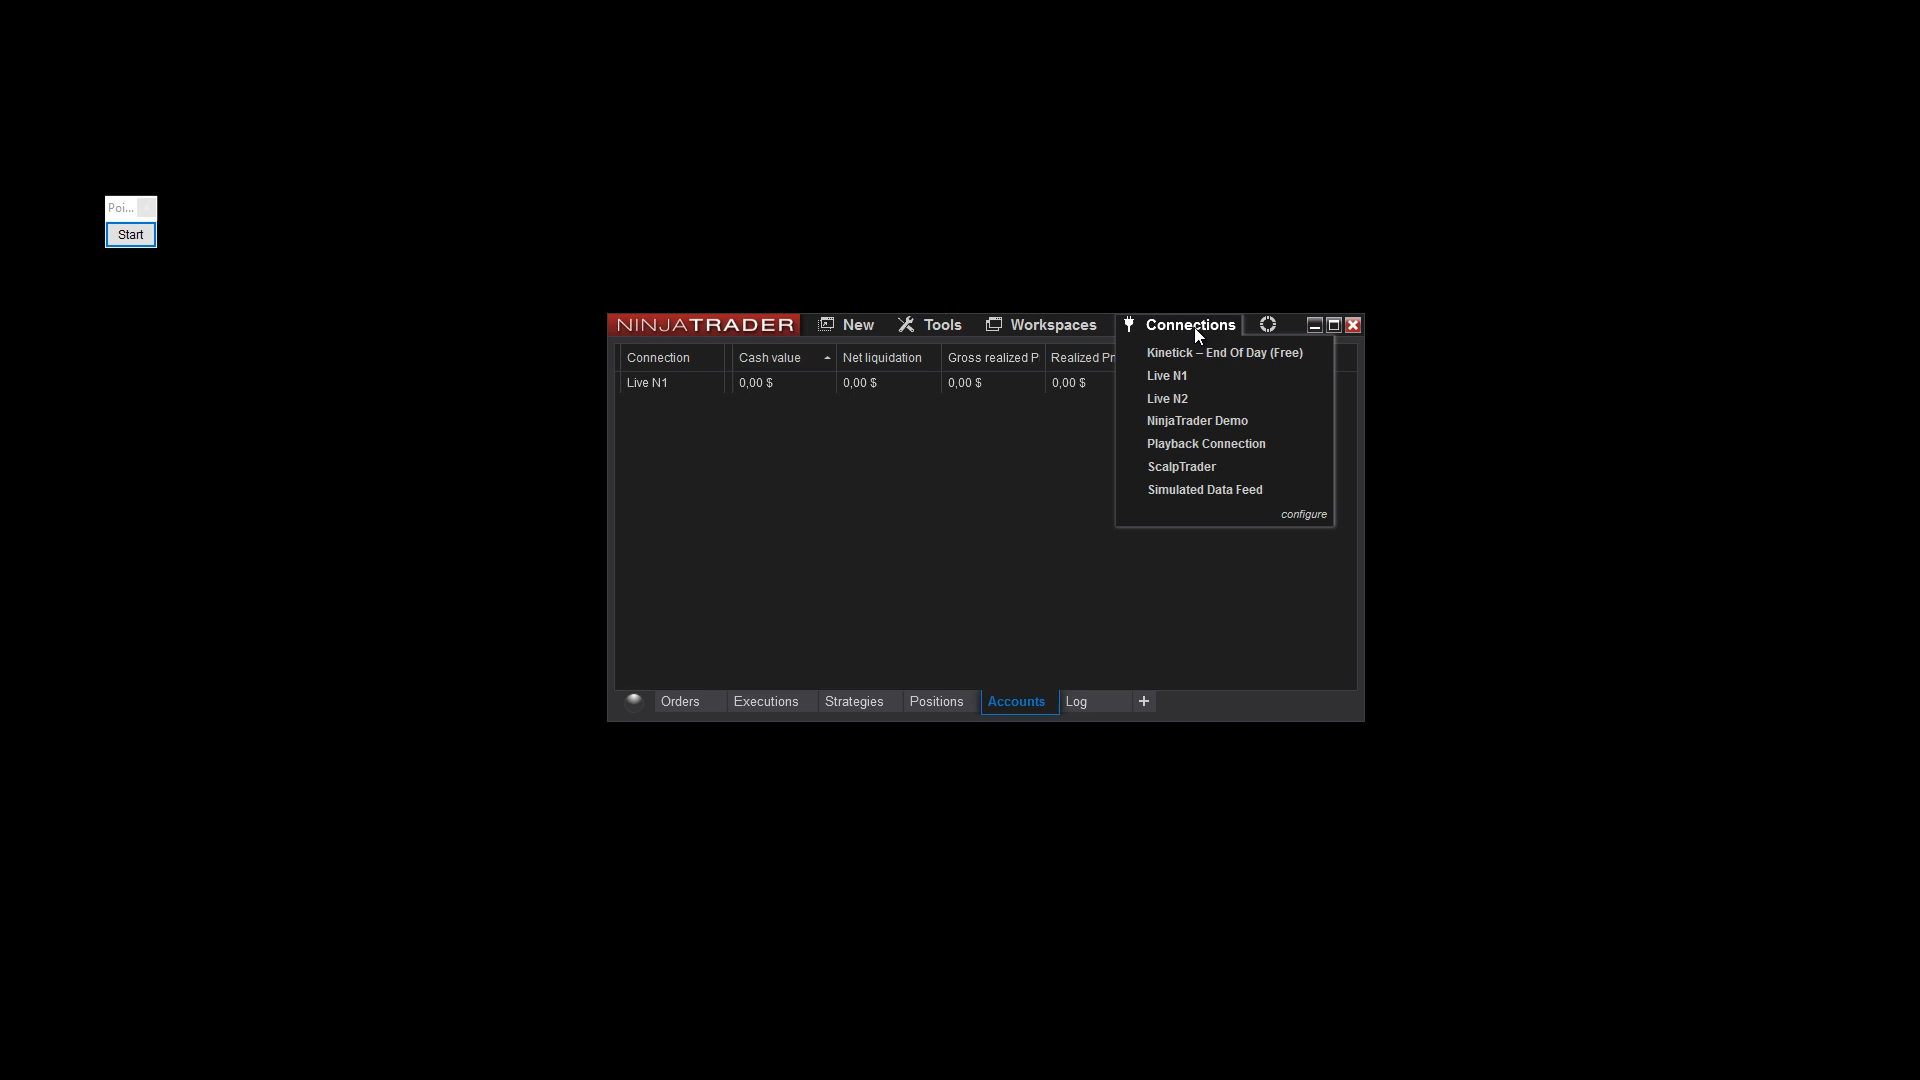 Poi...
Start
NINJATRADER New Tools Workspaces Connections
Connection Cash value Net liquidation Gross realized P Realized Pr
Live N1 0,00 $ 0,00 $ 0,00 $ 0,00 $
Kinetick – End Of Day (Free)
Live N1
Live N2
NinjaTrader Demo
Playback Connection
ScalpTrader
Simulated Data Feed
configure
Orders Executions Strategies Positions Accounts Log +